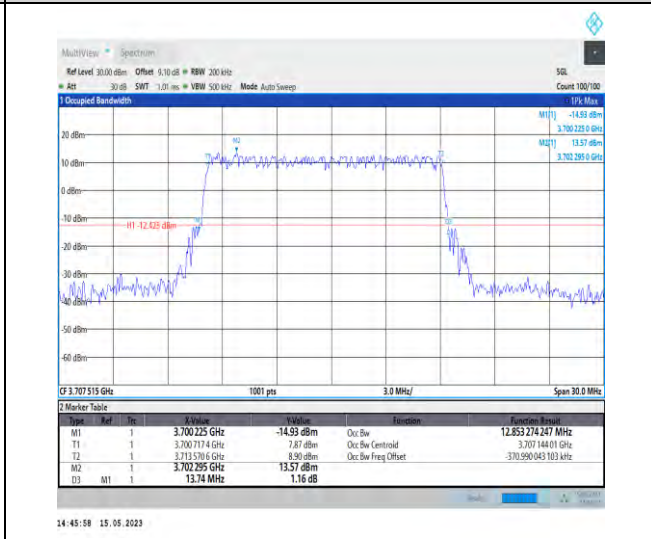 MultiView Spectrum
Ref Level 30.00 dBm Offset 9.10 dB RBW 200 kHz SGL
Att 30 dB SWT 1.01 ms VBW 500 kHz Mode Auto Sweep Count 100/100
1 Occupied Bandwidth 1Pk Max
M1[1] -14.93 dBm
3.700 225 0 GHz
M2[1] 13.57 dBm
3.702 295 0 GHz
20 dBm
M2
10 dBm
0 dBm
-10 dBm
H1 -12.423 dBm
-20 dBm
-30 dBm
-40 dBm
-50 dBm
-60 dBm
CF 3.707 515 GHz 1001 pts 3.0 MHz/ Span 30.0 MHz
2 Marker Table
Type Ref Trc X-Value Y-Value Function Function Result
M1 1 3.700 225 GHz -14.93 dBm Occ Bw 12.853 274 247 MHz
T1 1 3.700 717 4 GHz 7.87 dBm Occ Bw Centroid 3.707 144 01 GHz
T2 1 3.713 570 6 GHz 8.90 dBm Occ Bw Freq Offset -370.990 043 103 kHz
M2 1 3.702 295 GHz 13.57 dBm
D3 M1 1 13.74 MHz 1.16 dB
14:45:58 15.05.2023